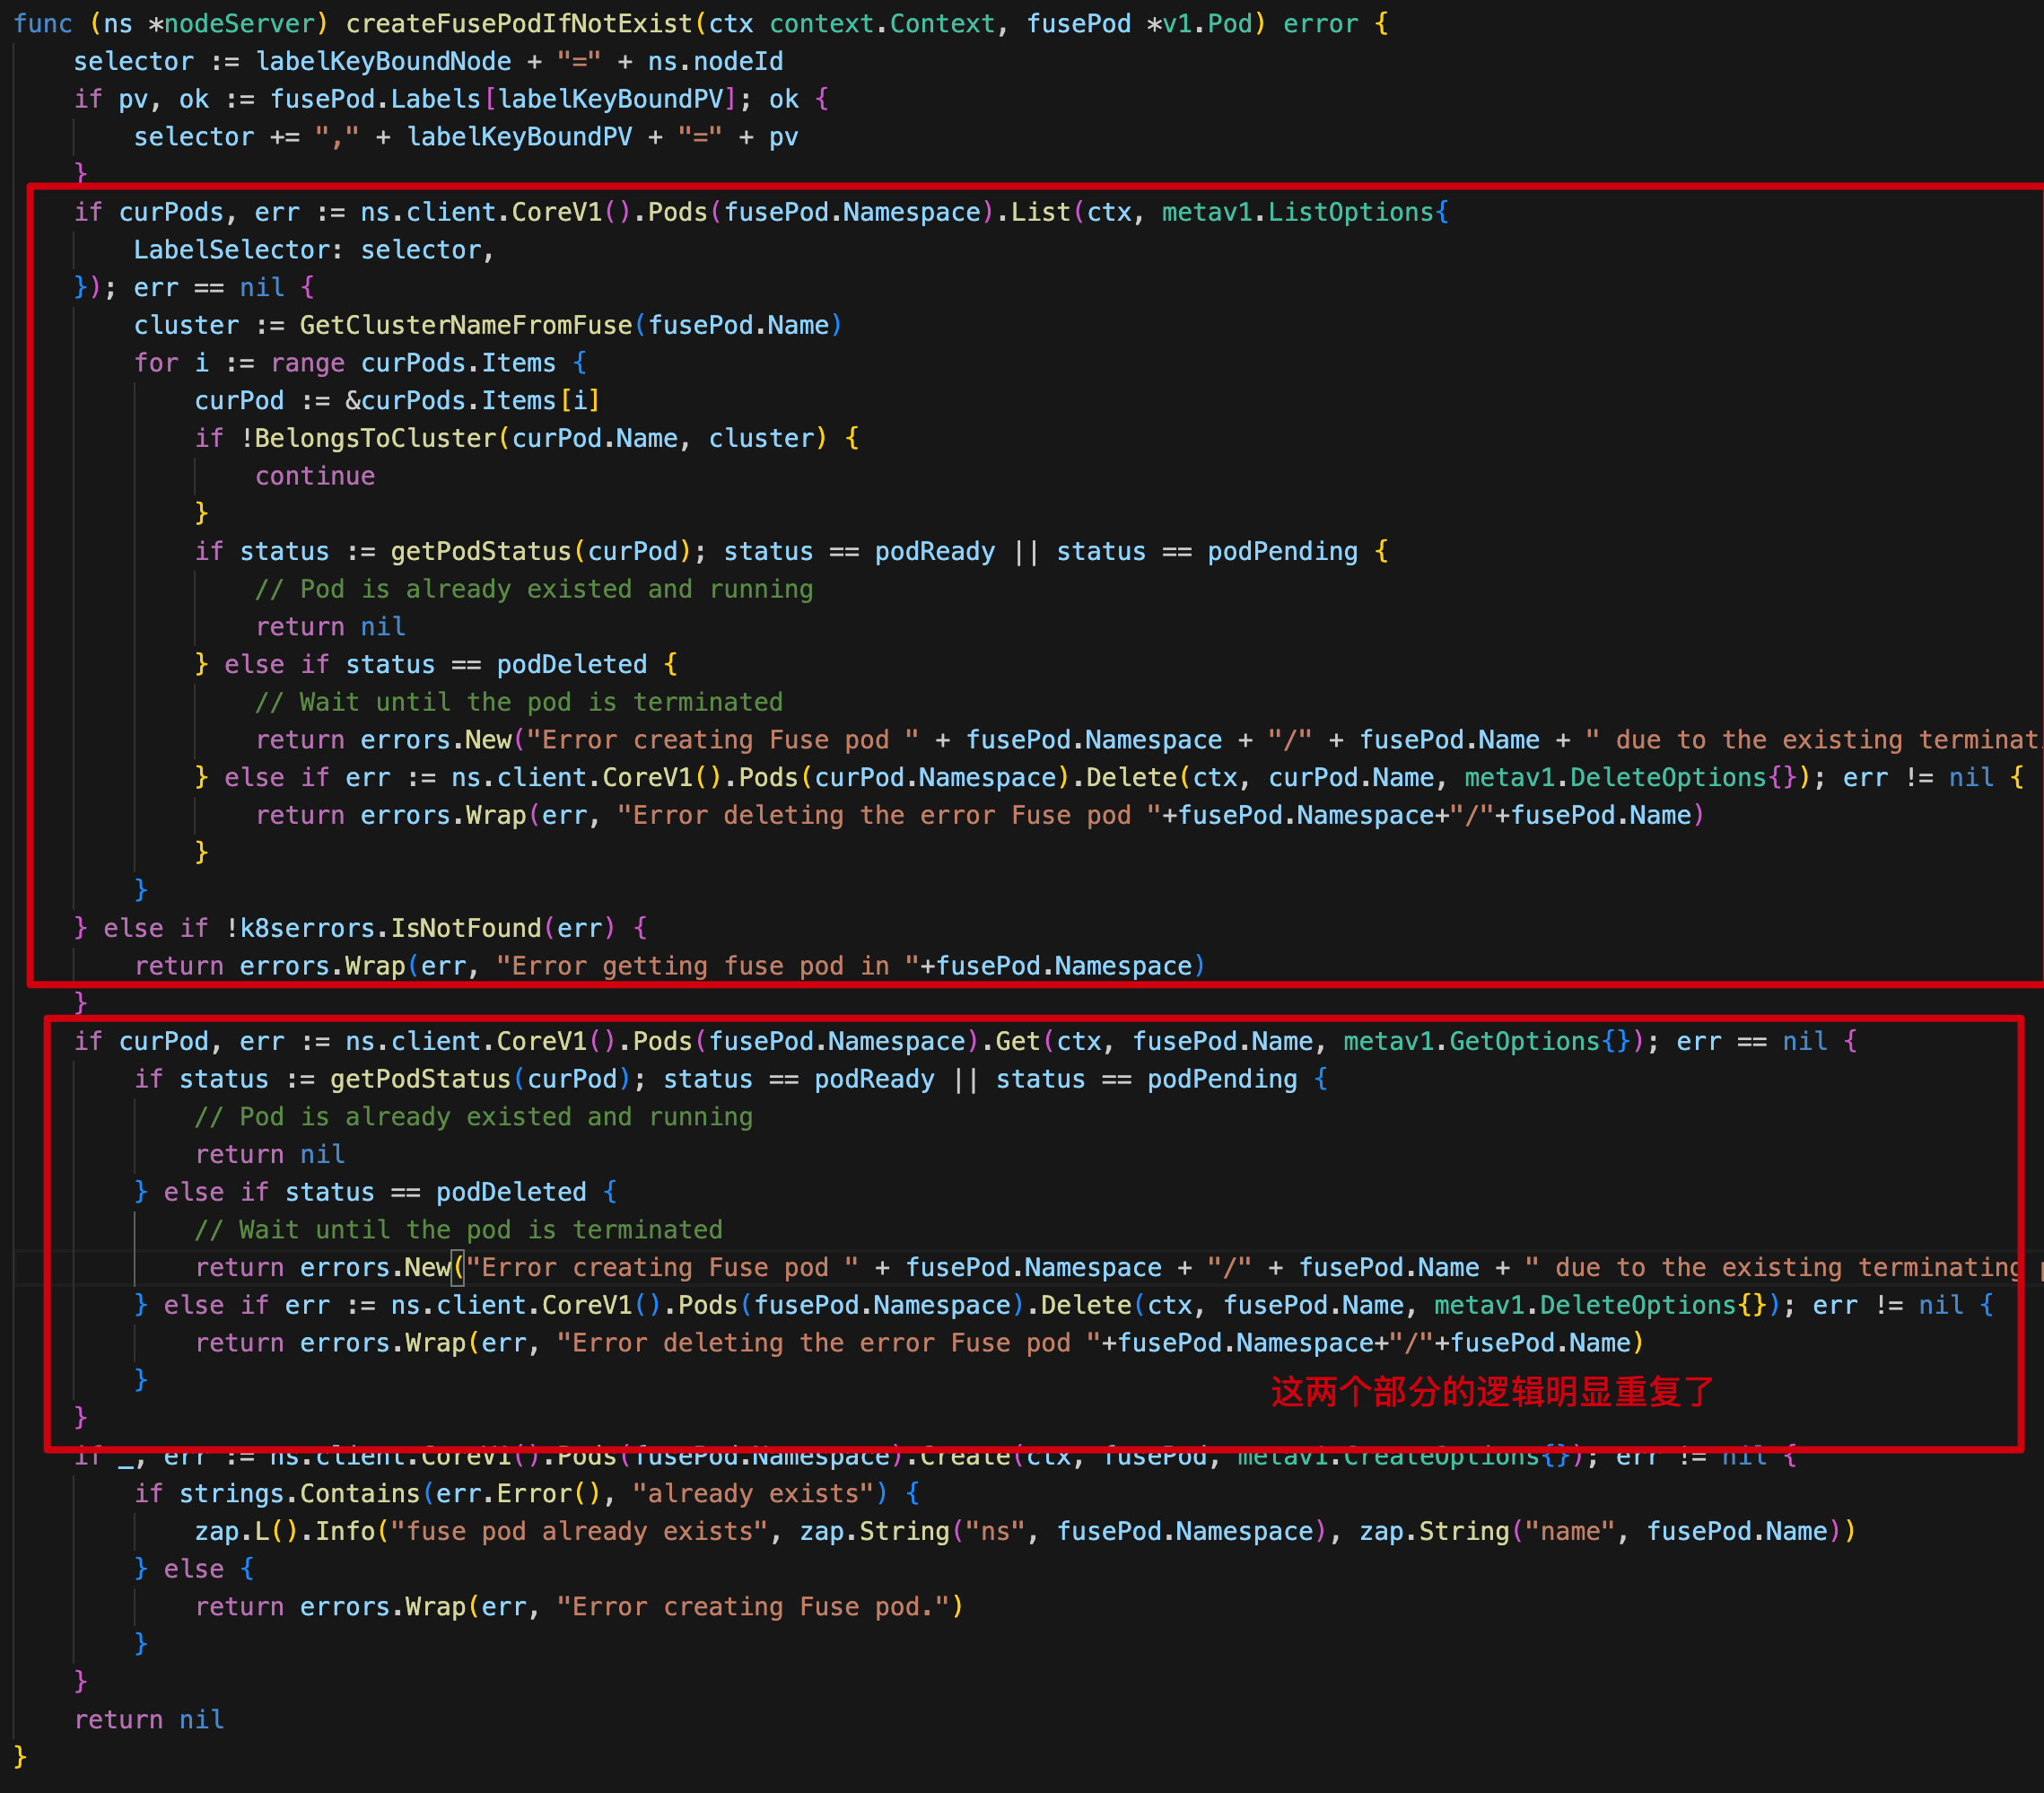 func (ns *nodeServer) createFusePodIfNotExist(ctx context.Context, fusePod *v1.Pod) error {
    selector := labelKeyBoundNode + "=" + ns.nodeId
    if pv, ok := fusePod.Labels[labelKeyBoundPV]; ok {
        selector += "," + labelKeyBoundPV + "=" + pv
    }
    if curPods, err := ns.client.CoreV1().Pods(fusePod.Namespace).List(ctx, metav1.ListOptions{
        LabelSelector: selector,
    }); err == nil {
        cluster := GetClusterNameFromFuse(fusePod.Name)
        for i := range curPods.Items {
            curPod := &curPods.Items[i]
            if !BelongsToCluster(curPod.Name, cluster) {
                continue
            }
            if status := getPodStatus(curPod); status == podReady || status == podPending {
                // Pod is already existed and running
                return nil
            } else if status == podDeleted {
                // Wait until the pod is terminated
                return errors.New("Error creating Fuse pod " + fusePod.Namespace + "/" + fusePod.Name + " due to the existing terminat
            } else if err := ns.client.CoreV1().Pods(curPod.Namespace).Delete(ctx, curPod.Name, metav1.DeleteOptions{}); err != nil {
                return errors.Wrap(err, "Error deleting the error Fuse pod "+fusePod.Namespace+"/"+fusePod.Name)
            }
        }
    } else if !k8serrors.IsNotFound(err) {
        return errors.Wrap(err, "Error getting fuse pod in "+fusePod.Namespace)
    }
    if curPod, err := ns.client.CoreV1().Pods(fusePod.Namespace).Get(ctx, fusePod.Name, metav1.GetOptions{}); err == nil {
        if status := getPodStatus(curPod); status == podReady || status == podPending {
            // Pod is already existed and running
            return nil
        } else if status == podDeleted {
            // Wait until the pod is terminated
            return errors.New("Error creating Fuse pod " + fusePod.Namespace + "/" + fusePod.Name + " due to the existing terminating
        } else if err := ns.client.CoreV1().Pods(fusePod.Namespace).Delete(ctx, fusePod.Name, metav1.DeleteOptions{}); err != nil {
            return errors.Wrap(err, "Error deleting the error Fuse pod "+fusePod.Namespace+"/"+fusePod.Name)
        }
这两个部分的逻辑明显重复了
    }
    if _, err := ns.client.CoreV1().Pods(fusePod.Namespace).Create(ctx, fusePod, metav1.CreateOptions{}); err != nil {
        if strings.Contains(err.Error(), "already exists") {
            zap.L().Info("fuse pod already exists", zap.String("ns", fusePod.Namespace), zap.String("name", fusePod.Name))
        } else {
            return errors.Wrap(err, "Error creating Fuse pod.")
        }
    }
    return nil
}